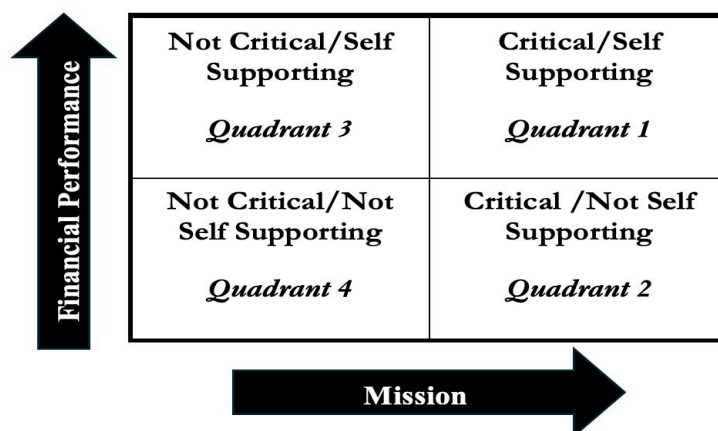 Financial Performance
Not Critical/Self
Supporting
Quadrant 3
Critical/Self
Supporting
Quadrant 1
Not Critical/Not
Self Supporting
Quadrant 4
Critical /Not Self
Supporting
Quadrant 2
Mission